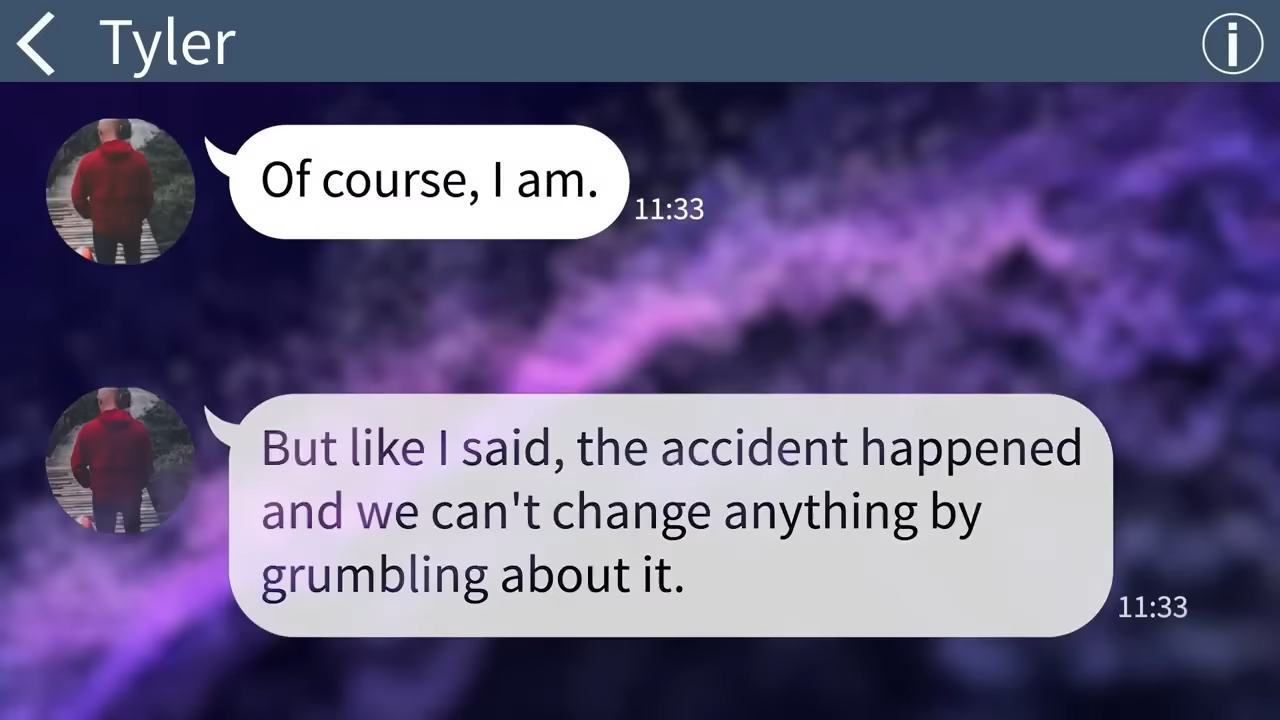 Tyler
Of course, I am.
11:33
But like I said, the accident happened
and we can't change anything by
grumbling about it.
11:33